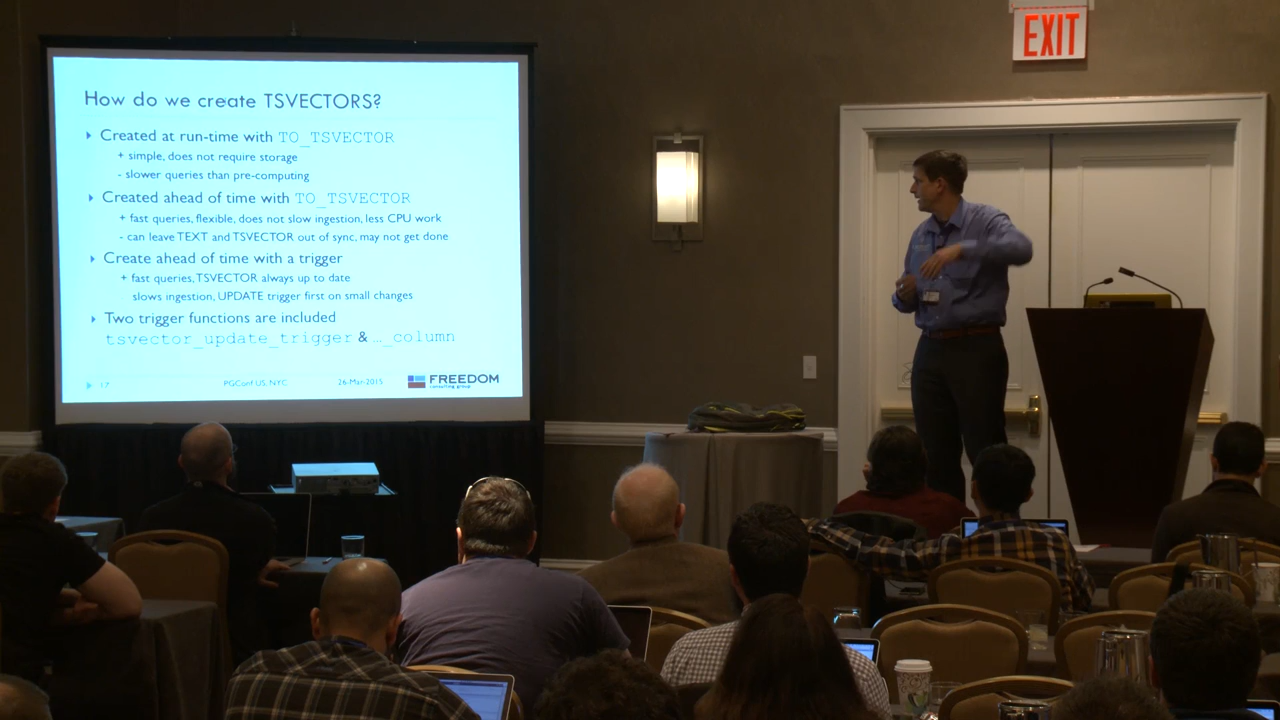 How do we create TSVECTORS?
Created at run-time with TO_TSVECTOR
+ simple, does not require storage
- slower queries than pre-computing
Created ahead of time with TO_TSVECTOR
+ fast queries, flexible, does not slow ingestion, less CPU work
- can leave TEXT and TSVECTOR out of sync, may not get done
Create ahead of time with a trigger
+ fast queries, TSVECTOR always up to date
slows ingestion, UPDATE trigger first on small changes
Two trigger functions are included
tsvector_update_trigger & ..._column
17 PGConf US, NYC 26-Mar-2015 FREEDOM
consulting group
EXIT